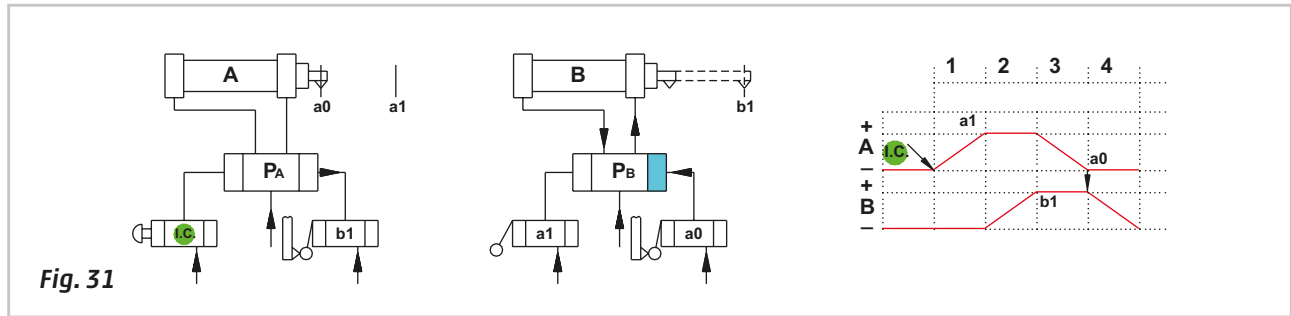 A
a0
a1
PA
I.C.
b1
B
b1
PB
a1
a0
1 2 3 4
+
A
–
+
B
–
I.C.
a1
a0
b1
Fig. 31